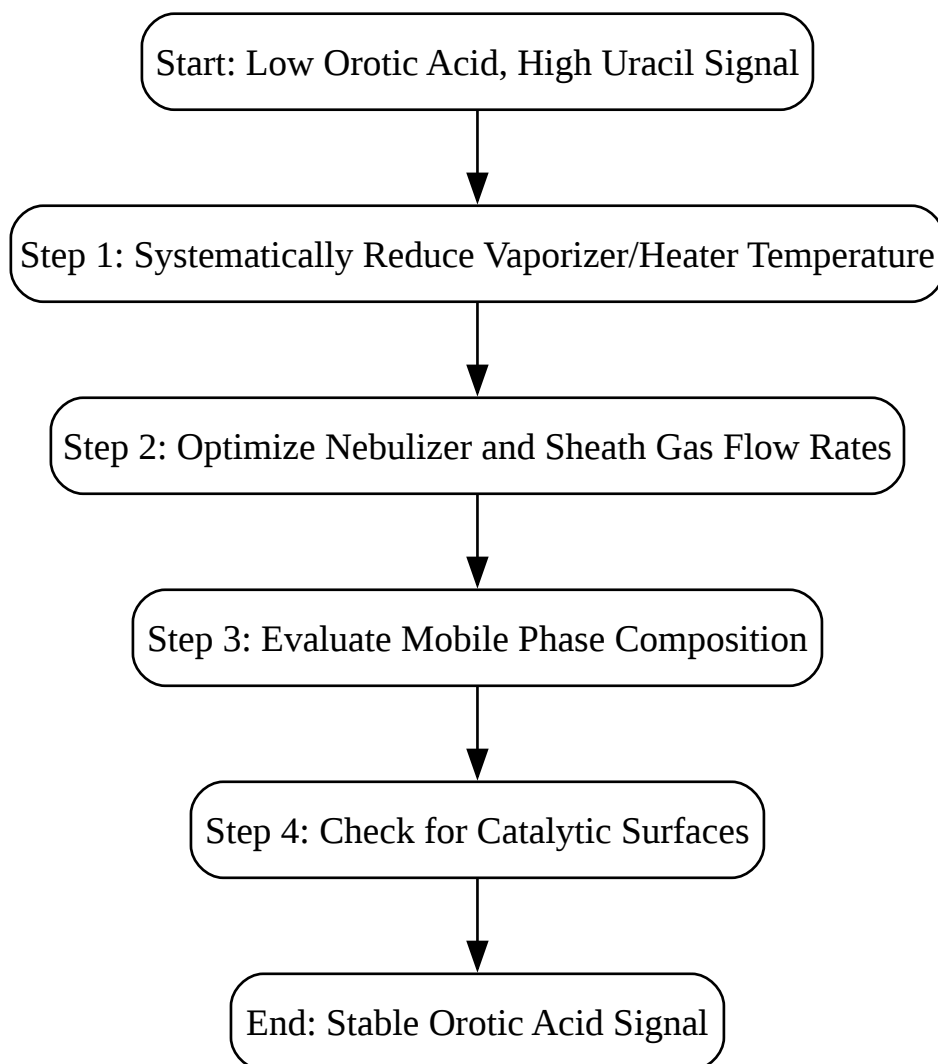 Start: Low Orotic Acid, High Uracil Signal
Step 1: Systematically Reduce Vaporizer/Heater Temperature
Step 2: Optimize Nebulizer and Sheath Gas Flow Rates
Step 3: Evaluate Mobile Phase Composition
Step 4: Check for Catalytic Surfaces
End: Stable Orotic Acid Signal